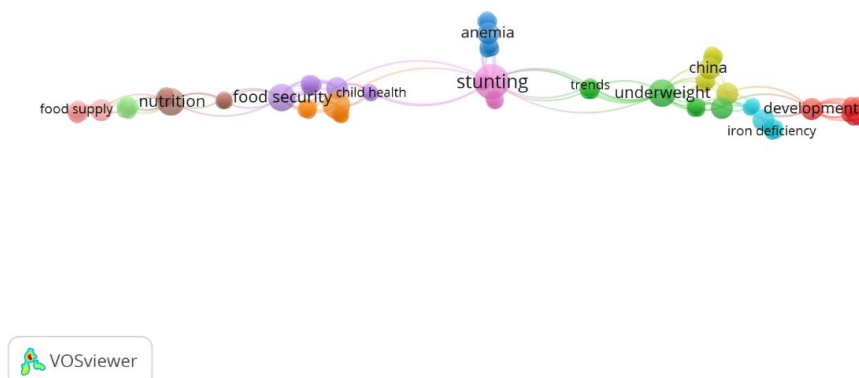 anemia
china
stunting
trends
underweight
food supply
nutrition
food security
child health
development
iron deficiency
VOSviewer